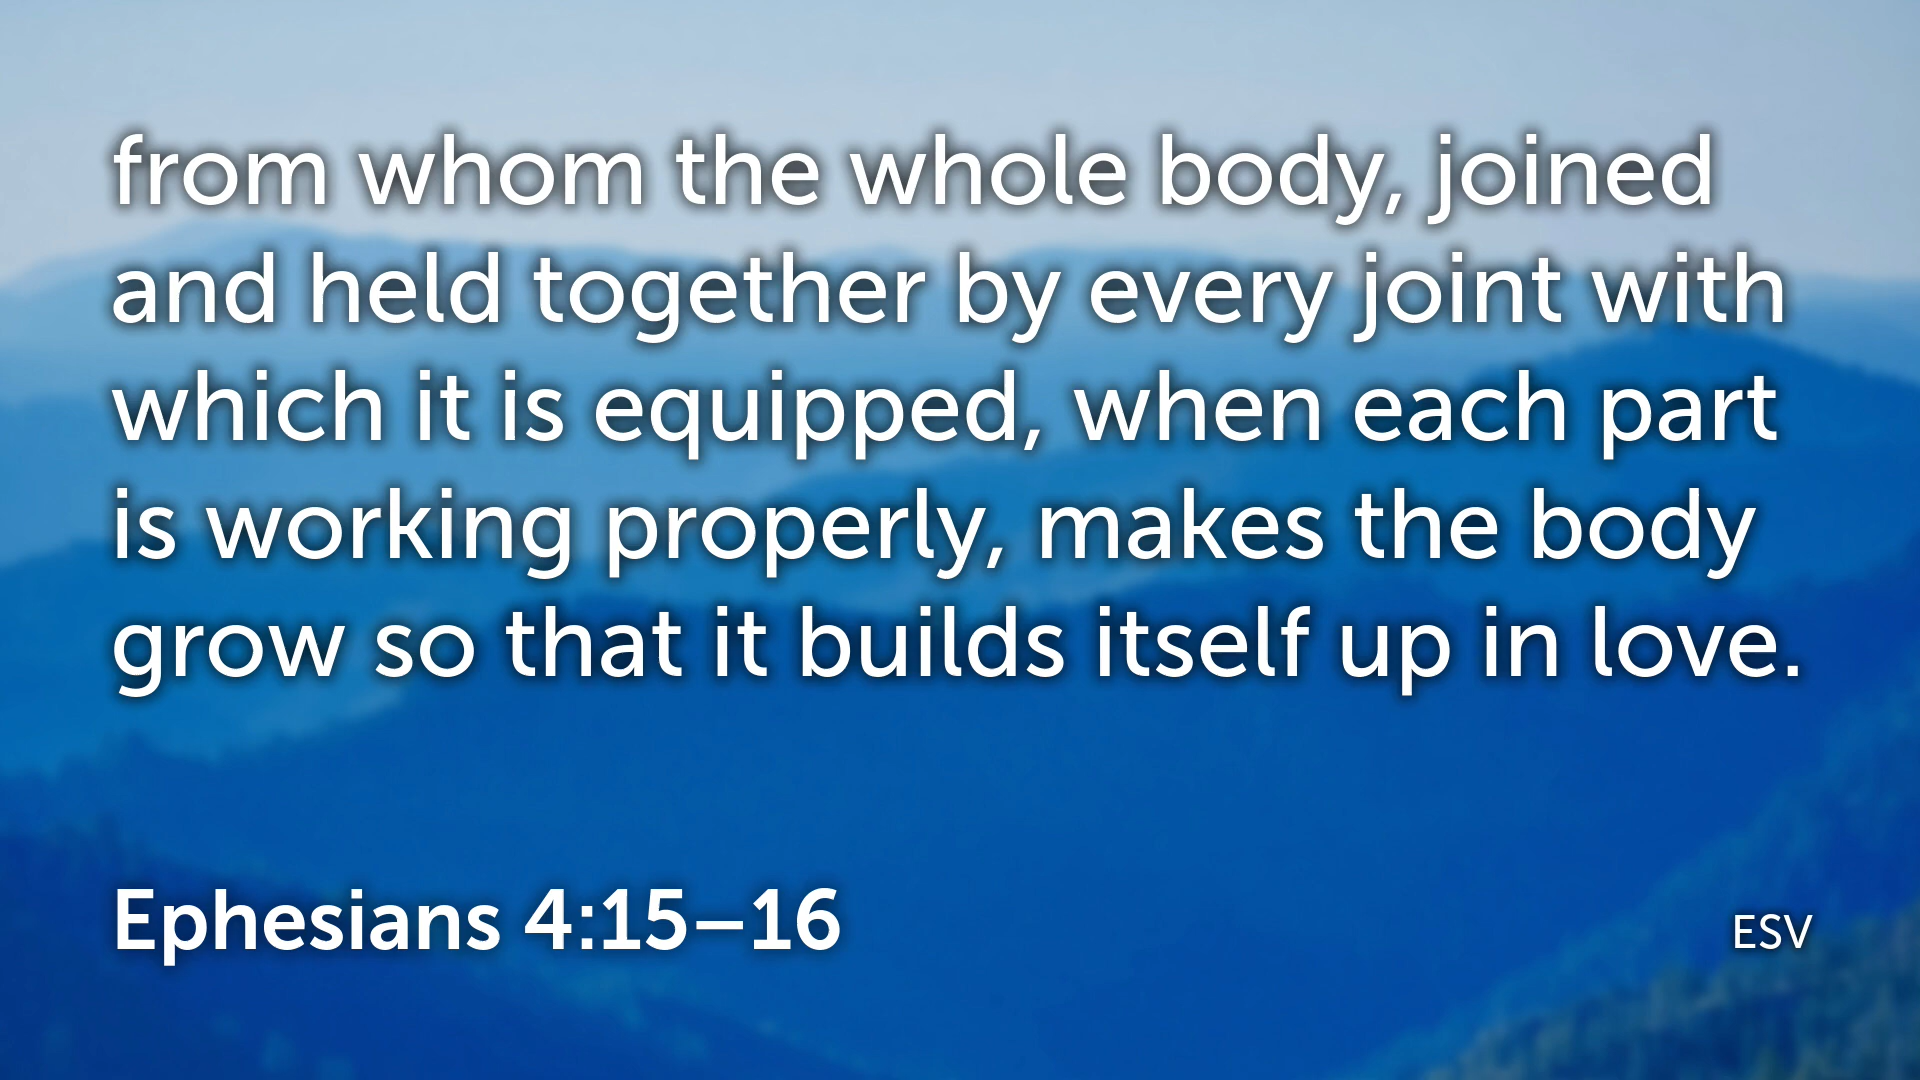 from whom the whole body, joined
and held together by every joint with
which it is equipped, when each part
is working properly, makes the body
grow so that it builds itself up in love.
Ephesians 4:15–16
ESV